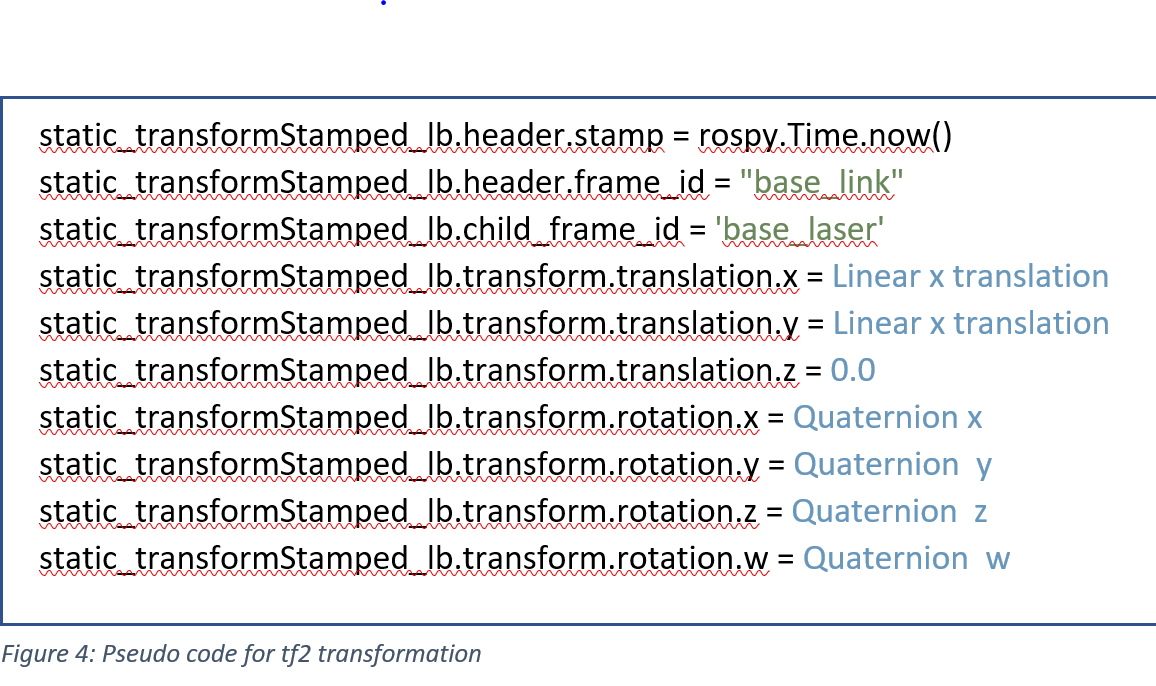 static_transformStamped_lb.header.stamp = rospy.Time.now()
static_transformStamped_lb.header.frame_id = "base_link"
static_transformStamped_lb.child_frame_id = 'base_laser'
static_transformStamped_lb.transform.translation.x = Linear x translation
static_transformStamped_lb.transform.translation.y = Linear x translation
static_transformStamped_lb.transform.translation.z = 0.0
static_transformStamped_lb.transform.rotation.x = Quaternion x
static_transformStamped_lb.transform.rotation.y = Quaternion  y
static_transformStamped_lb.transform.rotation.z = Quaternion  z
static_transformStamped_lb.transform.rotation.w = Quaternion  w
Figure 4: Pseudo code for tf2 transformation